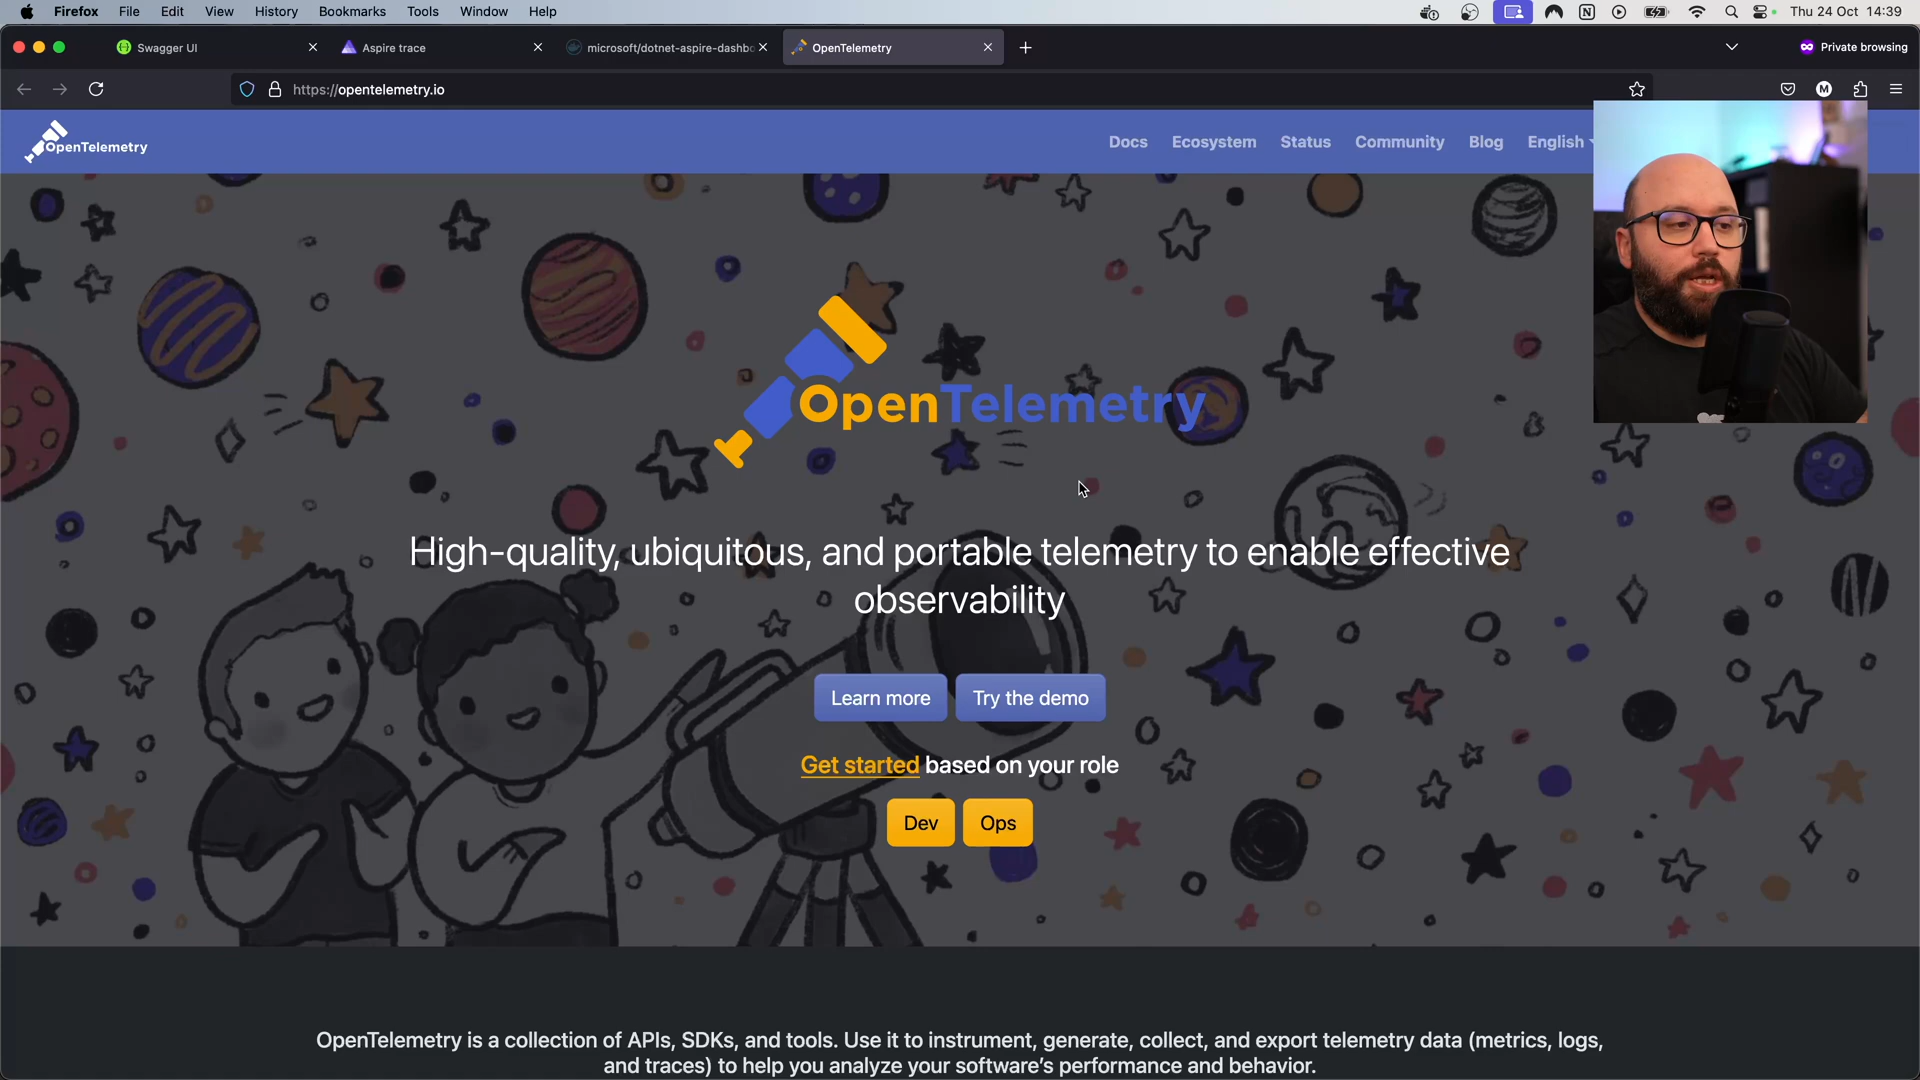 Firefox File Edit View History Bookmarks Tools Window Help Thu 24 Oct 14:39
Swagger UI Aspire trace microsoft/dotnet-aspire-dashbo OpenTelemetry Private browsing
https://opentelemetry.io
OpenTelemetry Docs Ecosystem Status Community Blog English
OpenTelemetry
High-quality, ubiquitous, and portable telemetry to enable effective
observability
Learn more Try the demo
Get started based on your role
Dev Ops
OpenTelemetry is a collection of APIs, SDKs, and tools. Use it to instrument, generate, collect, and export telemetry data (metrics, logs,
and traces) to help you analyze your software's performance and behavior.